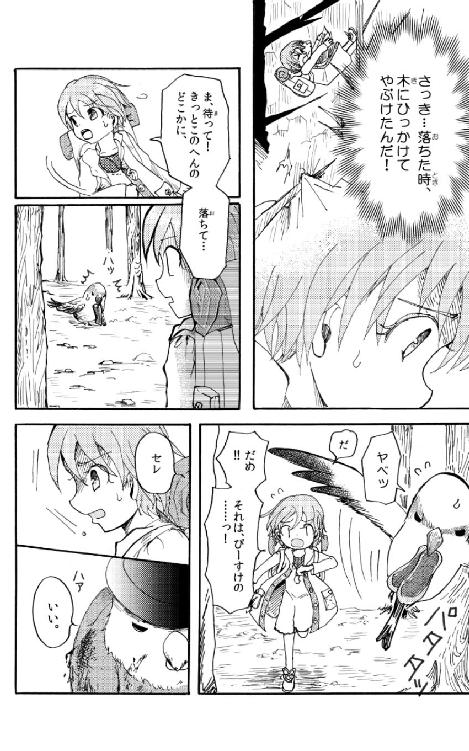 さっき…落ちた時、
木にひっかけて
やぶけたんだ！
ま、待って！
きっとこのへんの
どこかに、
落ちて…
ハッ
ヤベッ
だ
だめ
!!
それは、ぴーすけの
……っ！
パタタタッ
セレ
ハァ
いい。